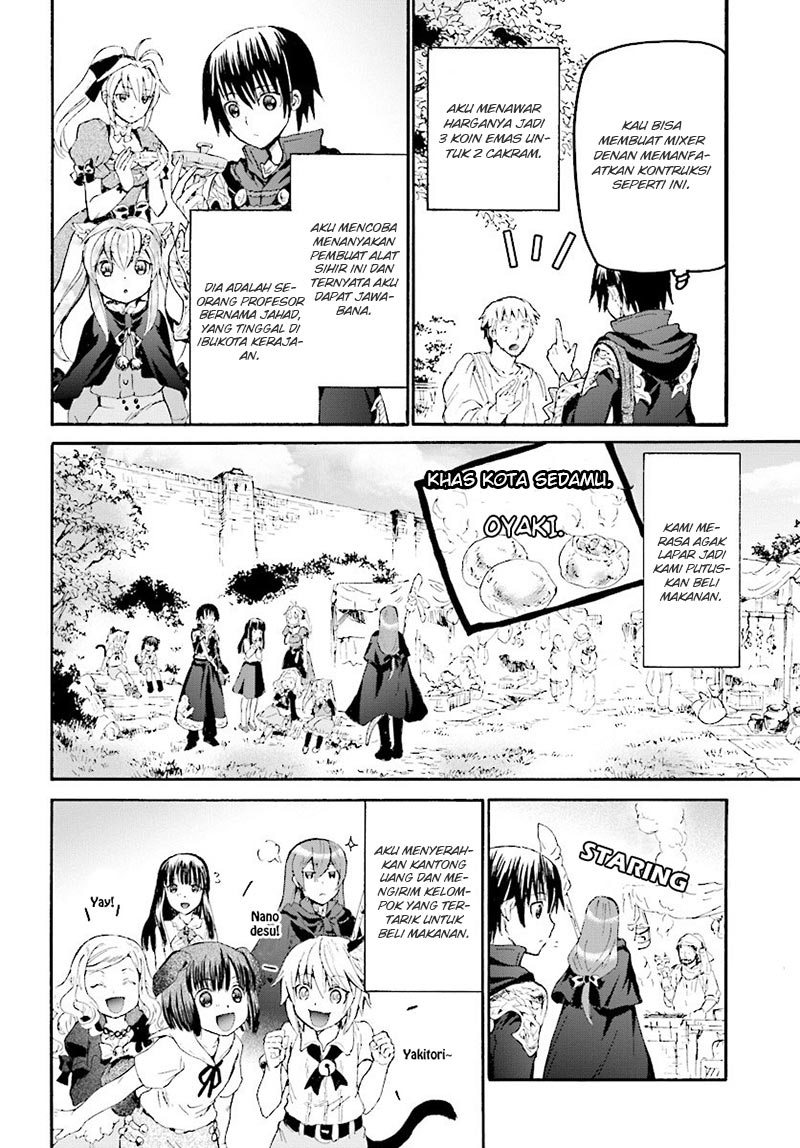 KAU BISA
MEMBUAT MIXER
DENAN MEMANFA-
ATKAN KONTRUKSI
SEPERTI INI.
AKU MENAWAR
HARGANYA JADI
3 KOIN EMAS UN-
TUK 2 CAKRAM.
AKU MENCOBA
MENANYAKAN
PEMBUAT ALAT
SIHIR INI DAN
TERNYATA AKU
DAPAT JAWA-
BANA.
DIA ADALAH SE-
ORANG PROFESOR
BERNAMA JAHAD,
YANG TINGGAL DI
IBUKOTA KERAJA-
AN.
KAMI ME-
RASA AGAK
LAPAR JADI
KAMI PUTUS-
KAN BELI
MAKANAN.
KHAS KOTA SEDAMU.
OYAKI.
STARING
AKU MENYERAH-
KAN KANTONG
UANG DAN ME-
NGIRIM KELOM-
POK YANG TER-
TARIK UNTUK
BELI MAKANAN.
Nano
desu!
Yay!
Yakitori~